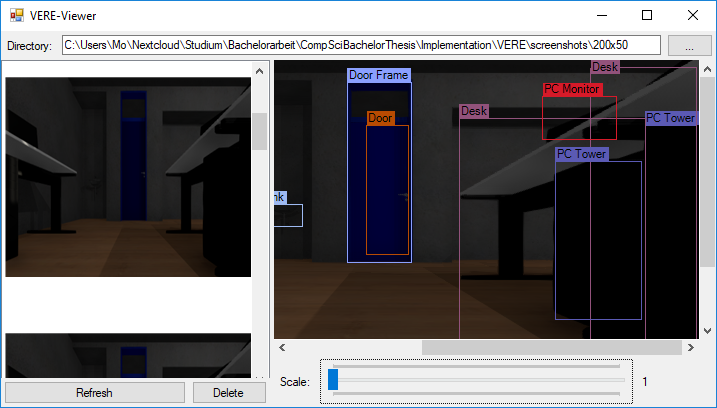 VERE-Viewer
Directory: C:\Users\Mo\Nextcloud\Studium\Bachelorarbeit\CompSciBachelorThesis\Implementation\VERE\screenshots\200x50 ...
Desk
Door Frame
PC Monitor
Desk
Door
PC Tower
PC Tower
Scale: 1
Refresh Delete